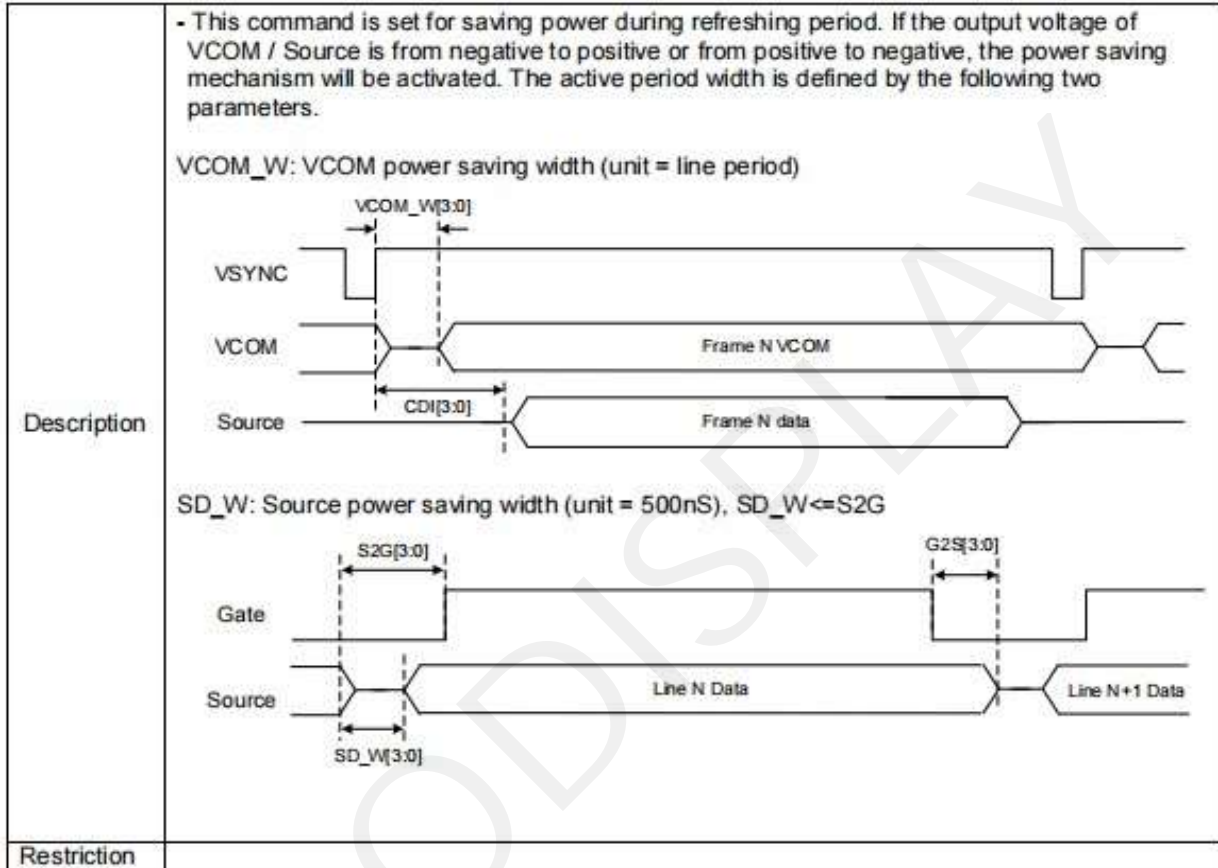 - This command is set for saving power during refreshing period. If the output voltage of
VCOM / Source is from negative to positive or from positive to negative, the power saving
mechanism will be activated. The active period width is defined by the following two
parameters.
VCOM_W: VCOM power saving width (unit = line period)
VCOM_W[3:0]
VSYNC
VCOM
Frame N VCOM
CDI[3:0]
Description
Source
Frame N data
SD_W: Source power saving width (unit = 500nS), SD_W<=S2G
S2G[3:0]
G2S[3:0]
Gate
Source
Line N Data
Line N+1 Data
SD_W[3:0]
Restriction
ODISPLAY